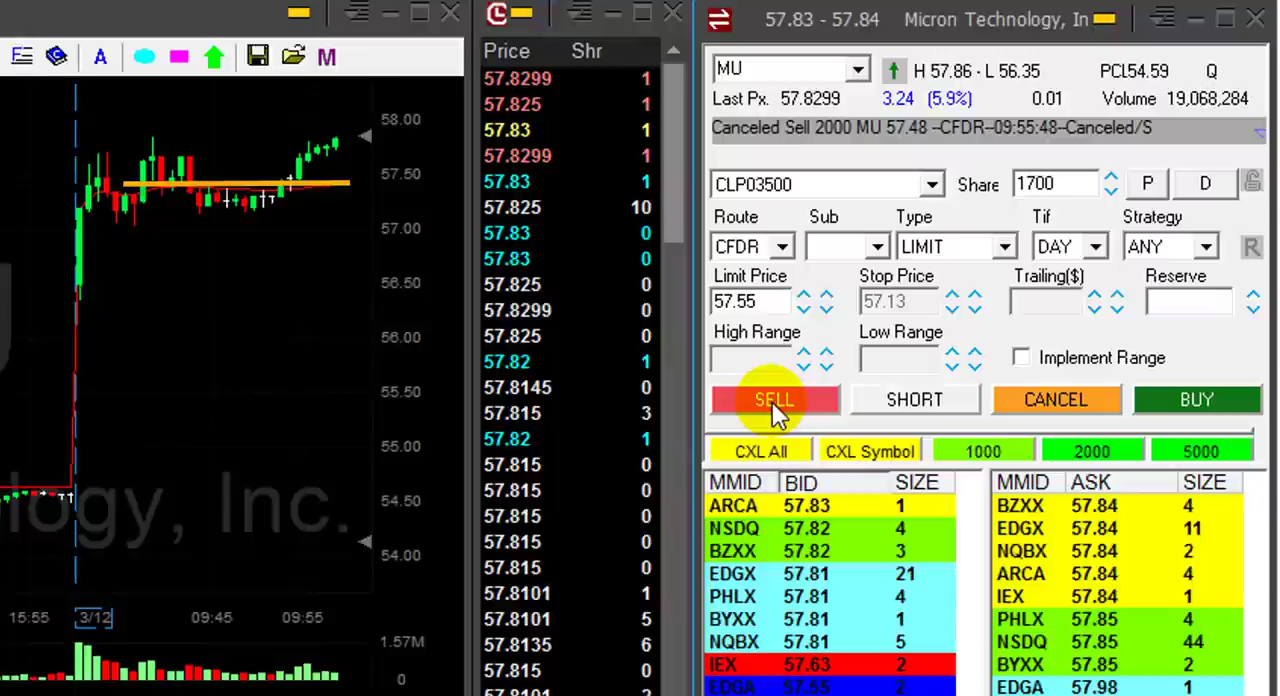 57.83 - 57.84 Micron Technology, In
A M
Price Shr
MU H 57.86 - L 56.35 PCL54.59 Q
Last Px. 57.8299 3.24 (5.9%) 0.01 Volume 19,068,284
Canceled Sell 2000 MU 57.48 --CFDR--09:55:48--Canceled/S
CLP03500 Share 1700 P D
Route Sub Type Tif Strategy
CFDR LIMIT DAY ANY R
Limit Price Stop Price Trailing($) Reserve
57.55 57.13
High Range Low Range
Implement Range
SELL SHORT CANCEL BUY
CXL All CXL Symbol 1000 2000 5000
MMID BID SIZE MMID ASK SIZE
ARCA 57.83 1 BZXX 57.84 4
NSDQ 57.82 4 EDGX 57.84 11
BZXX 57.82 3 NQBX 57.84 2
EDGX 57.81 21 ARCA 57.84 4
PHLX 57.81 4 IEX 57.84 1
BYXX 57.81 1 PHLX 57.85 4
NQBX 57.81 5 NSDQ 57.85 44
IEX 57.63 2 BYXX 57.85 2
EDGA 57.55 2 EDGA 57.98 1
57.8299 1
57.825 1
57.83 1
57.8299 1
57.83 1
57.825 10
57.83 0
57.83 0
57.825 0
57.8299 0
57.825 0
57.82 1
57.8145 0
57.815 3
57.82 1
57.815 0
57.815 0
57.815 0
57.815 0
57.815 0
57.8101 1
57.8101 5
57.8135 6
57.815 0
57.8101 2
58.00
57.50
57.00
56.50
56.00
55.50
55.00
54.50
54.00
ology, Inc.
15:55 3/12 09:45 09:55
1.57M
0